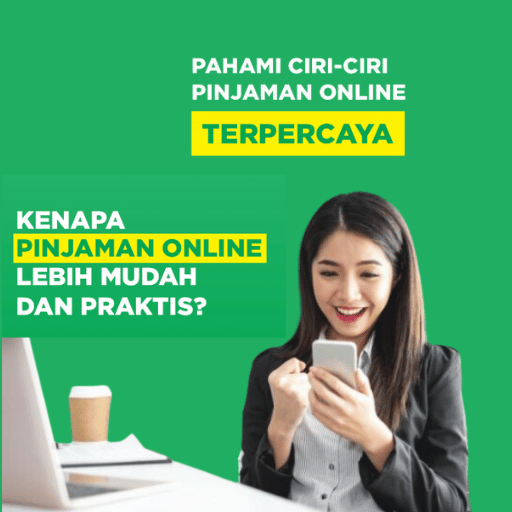 PAHAMI CIRI-CIRI
PINJAMAN ONLINE
TERPERCAYA
KENAPA
PINJAMAN ONLINE
LEBIH MUDAH
DAN PRAKTIS?